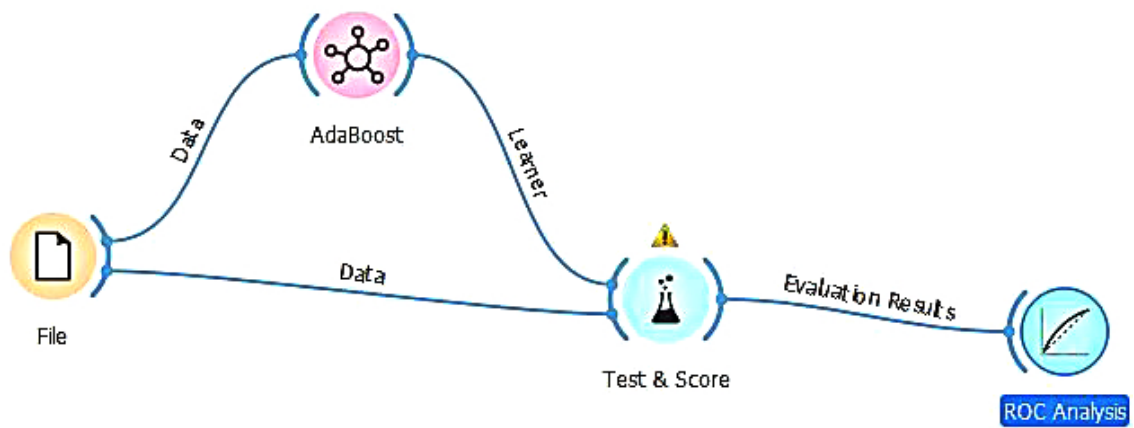 AdaBoost
Data
Learner
File
Data
Test & Score
Evaluation Results
ROC Analysis